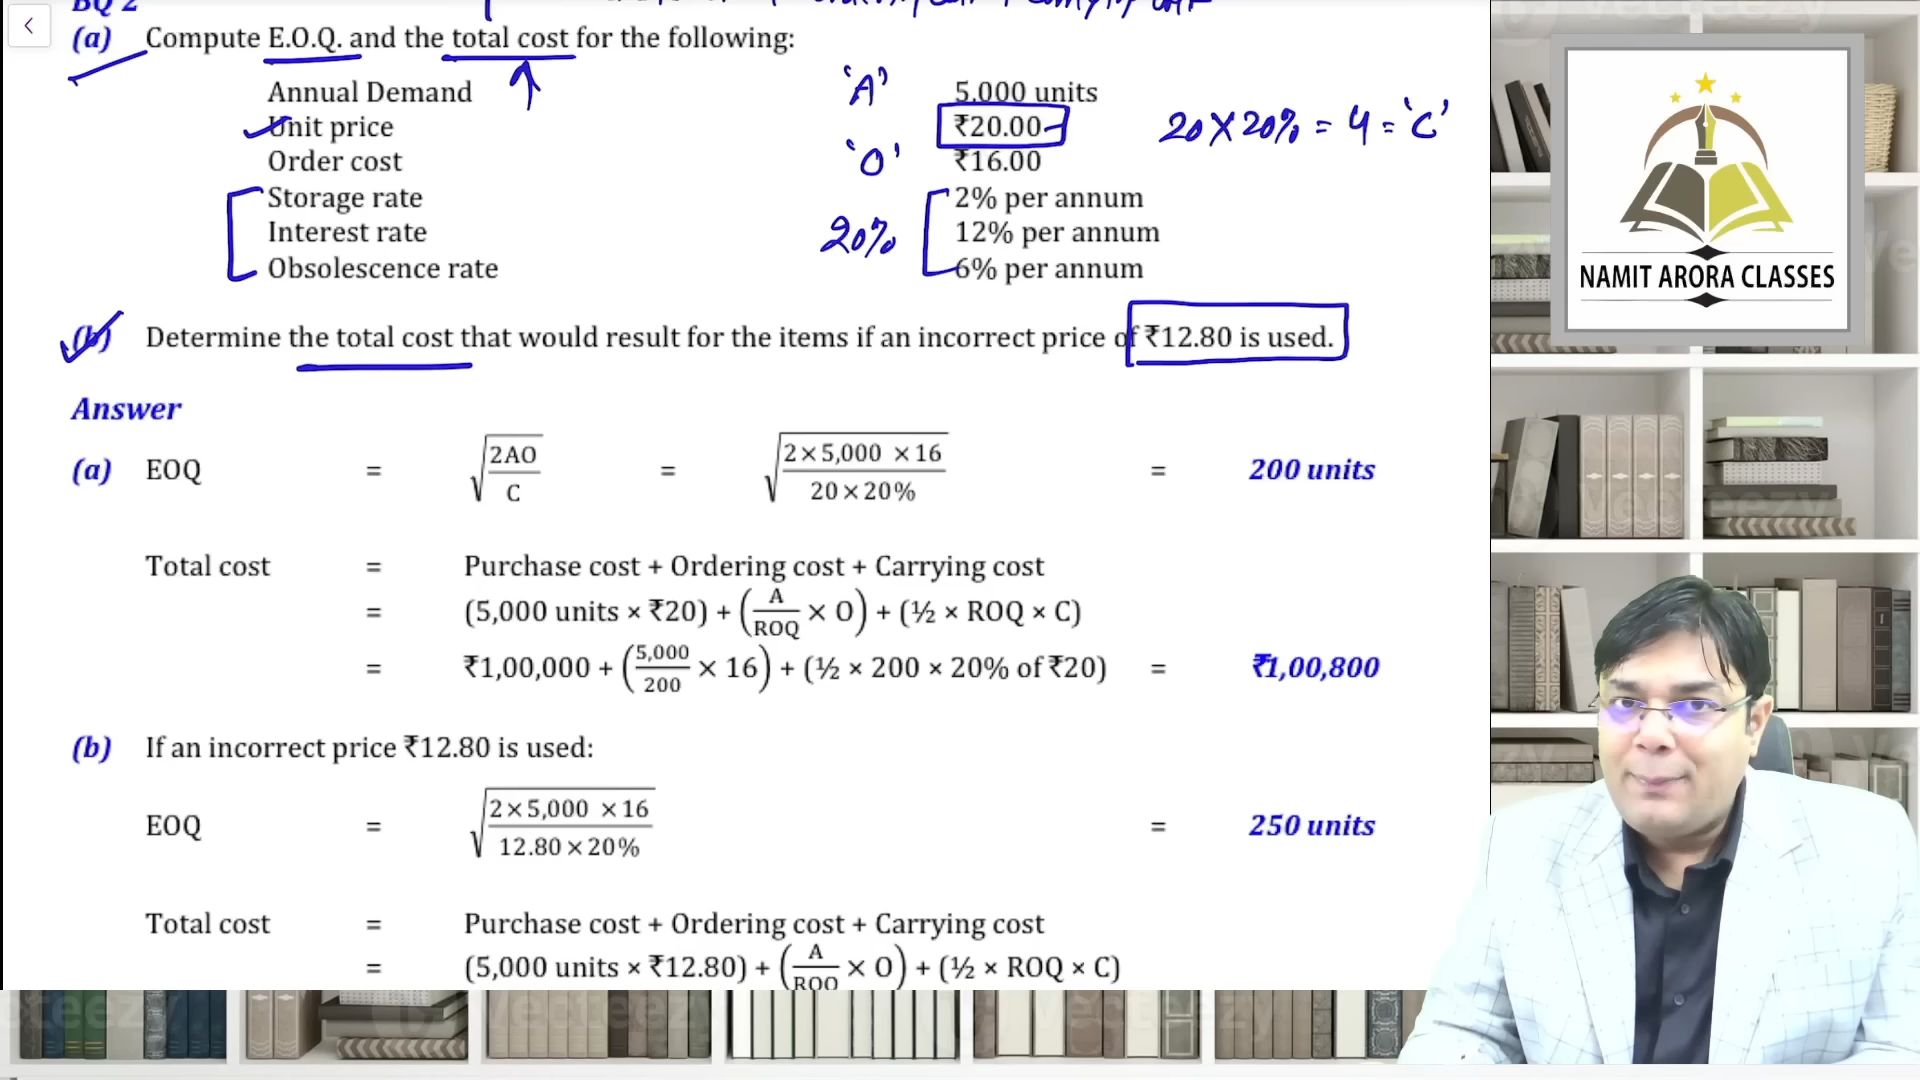 BQ 2
ordering cost + carrying cost
(a) Compute E.O.Q. and the total cost for the following:
Annual Demand 'A' 5,000 units
Unit price ₹20.00 20 X 20% = 4 = 'C'
Order cost 'O' ₹16.00
Storage rate 2% per annum
Interest rate 20% 12% per annum
Obsolescence rate 6% per annum
(b) Determine the total cost that would result for the items if an incorrect price of ₹12.80 is used.
Answer
(a) EOQ = √(2AO / C) = √(2 × 5,000 × 16 / 20 × 20%) = 200 units
Total cost = Purchase cost + Ordering cost + Carrying cost
= (5,000 units × ₹20) + (A/ROQ × O) + (½ × ROQ × C)
= ₹1,00,000 + (5,000/200 × 16) + (½ × 200 × 20% of ₹20) = ₹1,00,800
(b) If an incorrect price ₹12.80 is used:
EOQ = √(2 × 5,000 × 16 / 12.80 × 20%) = 250 units
Total cost = Purchase cost + Ordering cost + Carrying cost
= (5,000 units × ₹12.80) + (A/ROQ × O) + (½ × ROQ × C)
NAMIT ARORA CLASSES